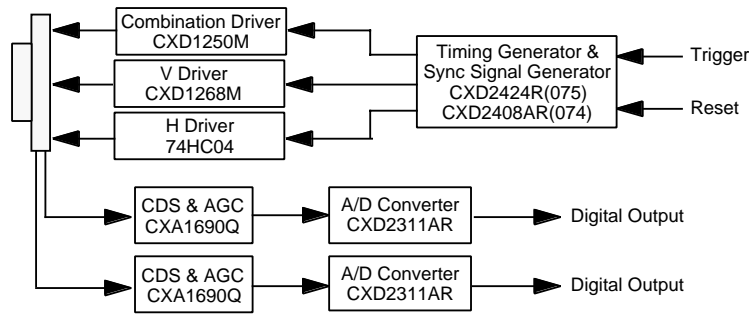 Combination Driver
CXD1250M
V Driver
CXD1268M
H Driver
74HC04
Timing Generator &
Sync Signal Generator
CXD2424R(075)
CXD2408AR(074)
Trigger
Reset
CDS & AGC
CXA1690Q
A/D Converter
CXD2311AR
Digital Output
CDS & AGC
CXA1690Q
A/D Converter
CXD2311AR
Digital Output